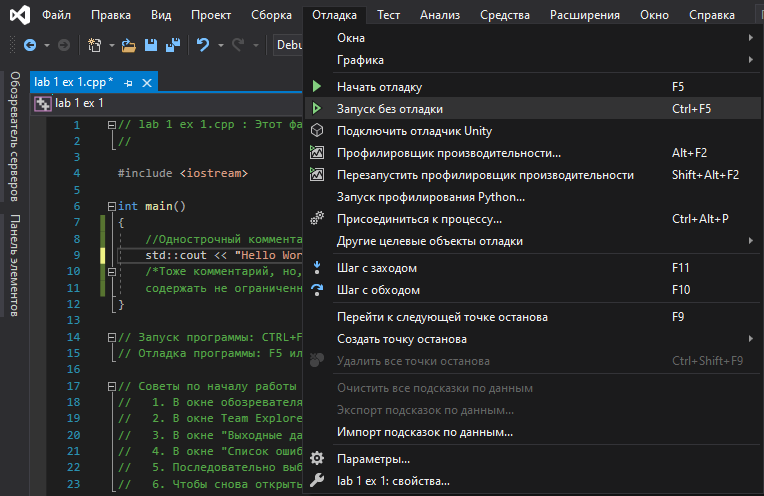 Файл Правка Вид Проект Сборка Отладка Тест Анализ Средства Расширения Окно Справка
Debu
Обозреватель серверов
Панель элементов
lab 1 ex 1.cpp*
lab 1 ex 1
1 // lab 1 ex 1.cpp : Этот фа
2 //
3
4 #include <iostream>
5
6 int main()
7 {
8 //Однострочный коммента
9 std::cout << "Hello Wor
10 /*Тоже комментарий, но,
11 содержать не ограниченн
12 }
13
14 // Запуск программы: CTRL+F
15 // Отладка программы: F5 ил
16
17 // Советы по началу работы
18 // 1. В окне обозревателя
19 // 2. В окне Team Explore
20 // 3. В окне "Выходные да
21 // 4. В окне "Список ошиб
22 // 5. Последовательно выб
23 // 6. Чтобы снова открыть
Окна
Графика
Начать отладку F5
Запуск без отладки Ctrl+F5
Подключить отладчик Unity
Профилировщик производительности... Alt+F2
Перезапустить профилировщик производительности Shift+Alt+F2
Запуск профилирования Python...
Присоединиться к процессу... Ctrl+Alt+P
Другие целевые объекты отладки
Шаг с заходом F11
Шаг с обходом F10
Перейти к следующей точке останова F9
Создать точку останова
Удалить все точки останова Ctrl+Shift+F9
Очистить все подсказки по данным
Экспорт подсказок по данным...
Импорт подсказок по данным...
Параметры...
lab 1 ex 1: свойства...